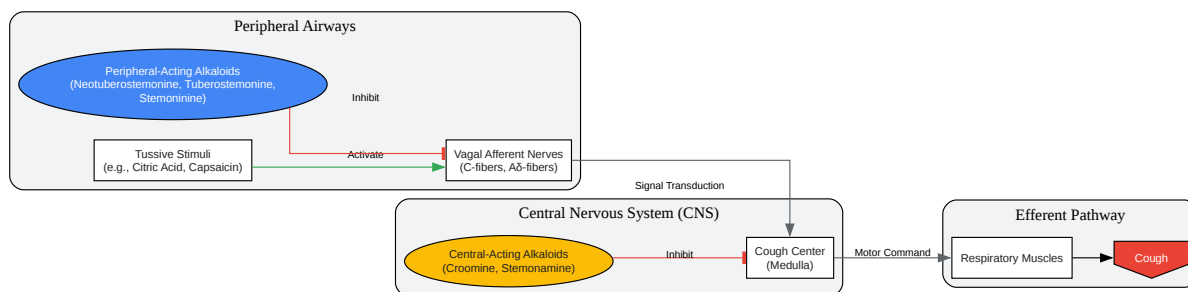 Peripheral Airways
Peripheral-Acting Alkaloids
(Neotuberostemonine, Tuberostemonine,
Stemoninine)
Inhibit
Tussive Stimuli
(e.g., Citric Acid, Capsaicin)
Activate
Vagal Afferent Nerves
(C-fibers, Aδ-fibers)
Signal Transduction
Central Nervous System (CNS)
Central-Acting Alkaloids
(Croomine, Stemonamine)
Inhibit
Cough Center
(Medulla)
Motor Command
Efferent Pathway
Respiratory Muscles
Cough